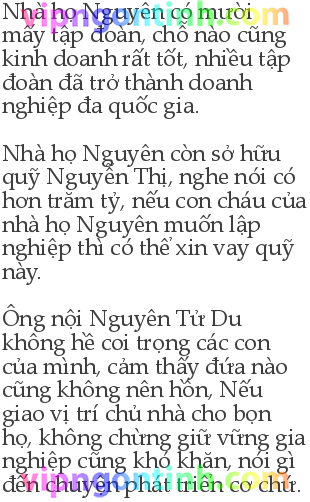 Nhà họ Nguyên có mười
vipngontinh.com
mấy tập đoàn, chỗ nào cũng
kinh doanh rất tốt, nhiều tập
đoàn đã trở thành doanh
nghiệp đa quốc gia.
Nhà họ Nguyên còn sở hữu
quỹ Nguyễn Thị, nghe nói có
hơn trăm tỷ, nếu con cháu của
nhà họ Nguyên muốn lập
nghiệp thì có thể xin vay quỹ
này.
Ông nội Nguyên Tử Du
không hề coi trọng các con
của mình, cảm thấy đứa nào
cũng không nên hồn, Nếu
giao vị trí chủ nhà cho bọn
họ, không chừng giữ vững gia
nghiệp cũng khó khăn, nói gì
vipngontinh.com
đến chuyện phát triển cơ chứ.